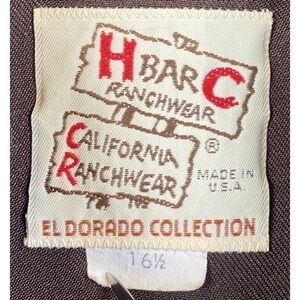 H BAR C
RANCHWEAR
CALIFORNIA
RANCHWEAR
®
MADE IN
U.S.A.
EL DORADO COLLECTION
16½